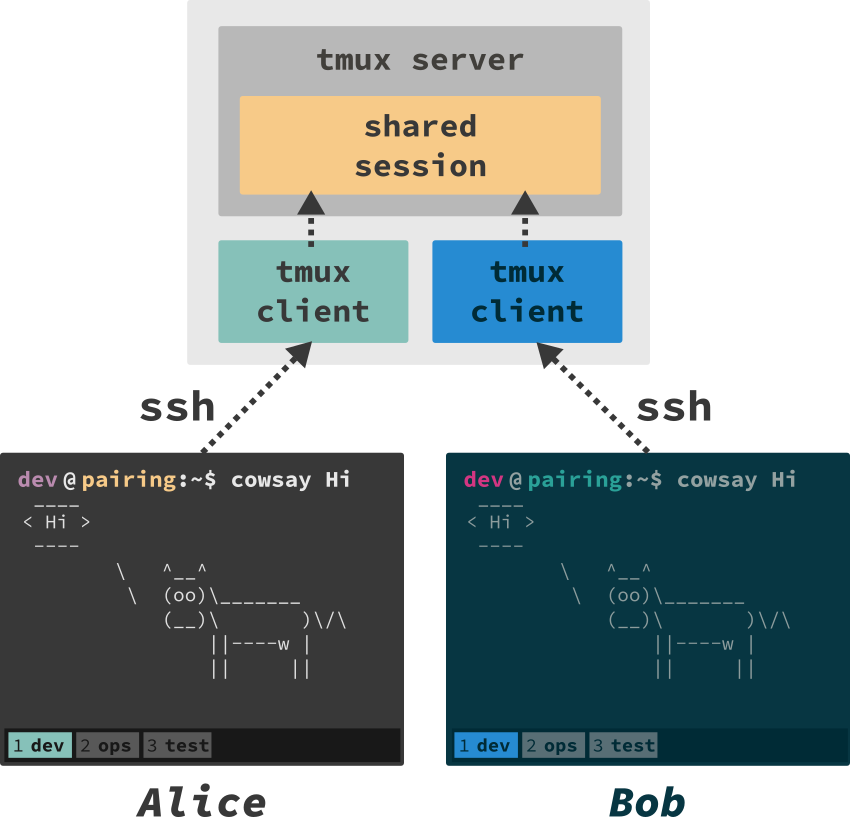 tmux server
shared
session
tmux
client
tmux
client
ssh
ssh
dev@pairing:~$ cowsay Hi
 ____
< Hi >
 ----
        \   ^__^
         \  (oo)\_______
            (__)\       )\/\
                ||----w |
                ||     ||
1 dev 2 ops 3 test
Alice
dev@pairing:~$ cowsay Hi
 ____
< Hi >
 ----
        \   ^__^
         \  (oo)\_______
            (__)\       )\/\
                ||----w |
                ||     ||
1 dev 2 ops 3 test
Bob